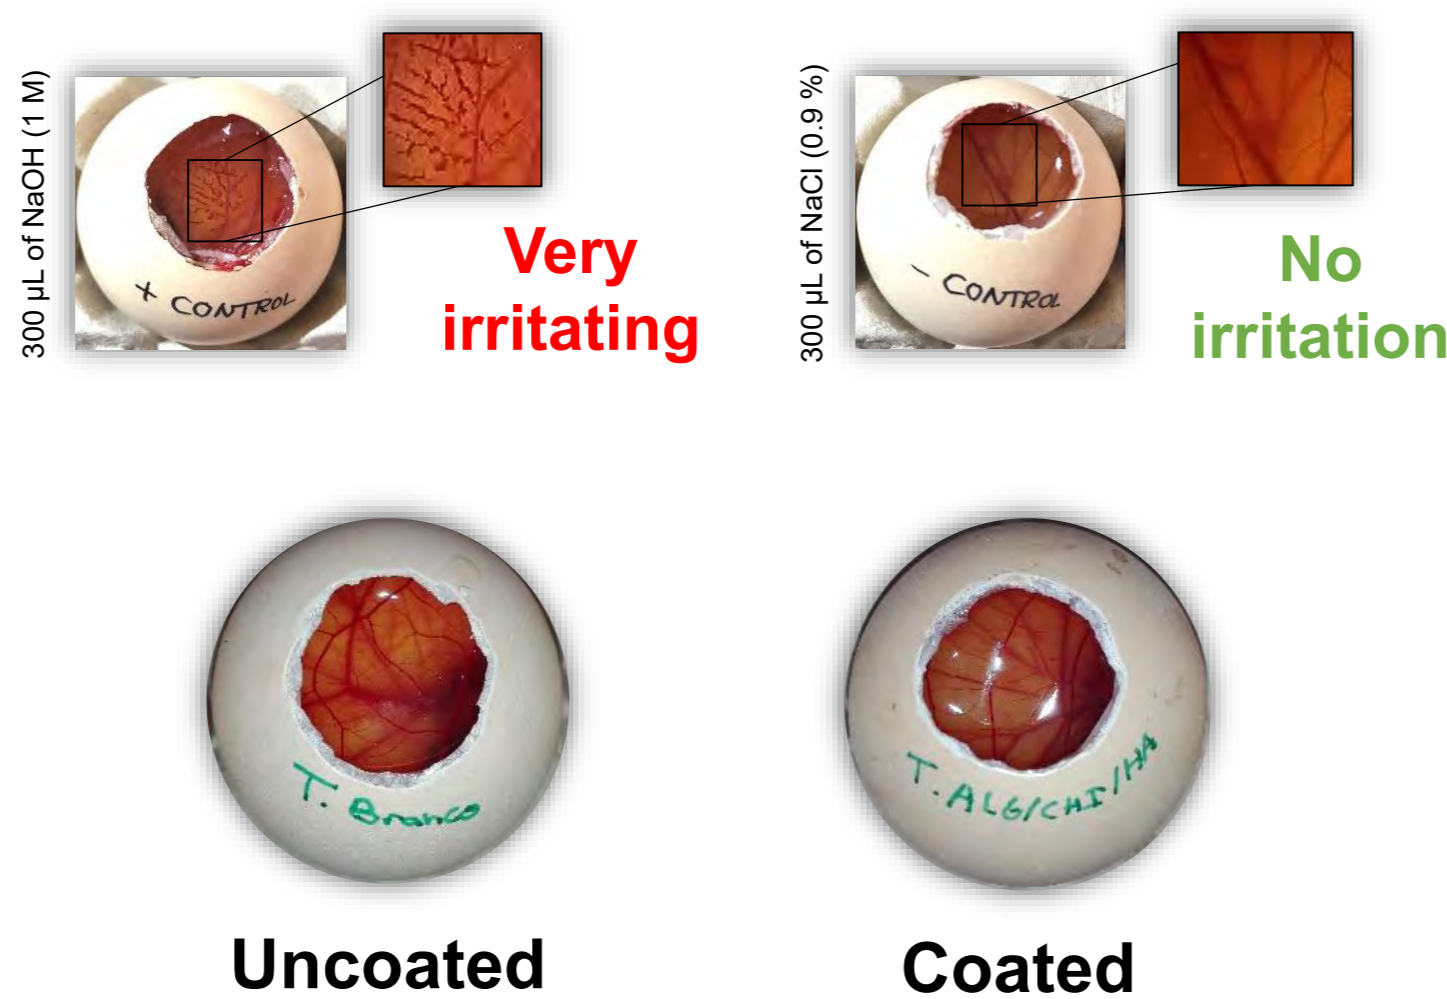 300 µL of NaOH (1 M)
+ CONTROL
Very
irritating
300 µL of NaCl (0.9 %)
- CONTROL
No
irritation
T. Branco
Uncoated
T. ALG/CHI/HA
Coated